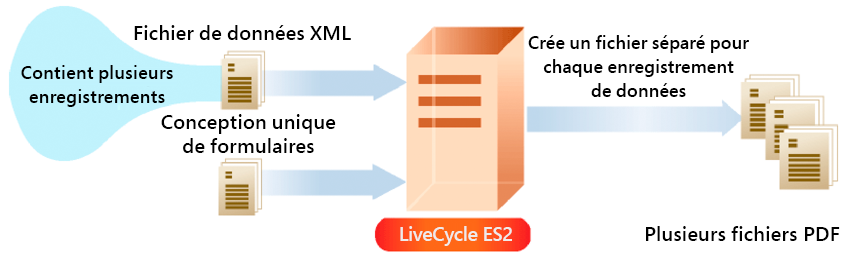 Fichier de données XML
Contient plusieurs
enregistrements
Conception unique
de formulaires
LiveCycle ES2
Crée un fichier séparé pour
chaque enregistrement
de données
Plusieurs fichiers PDF